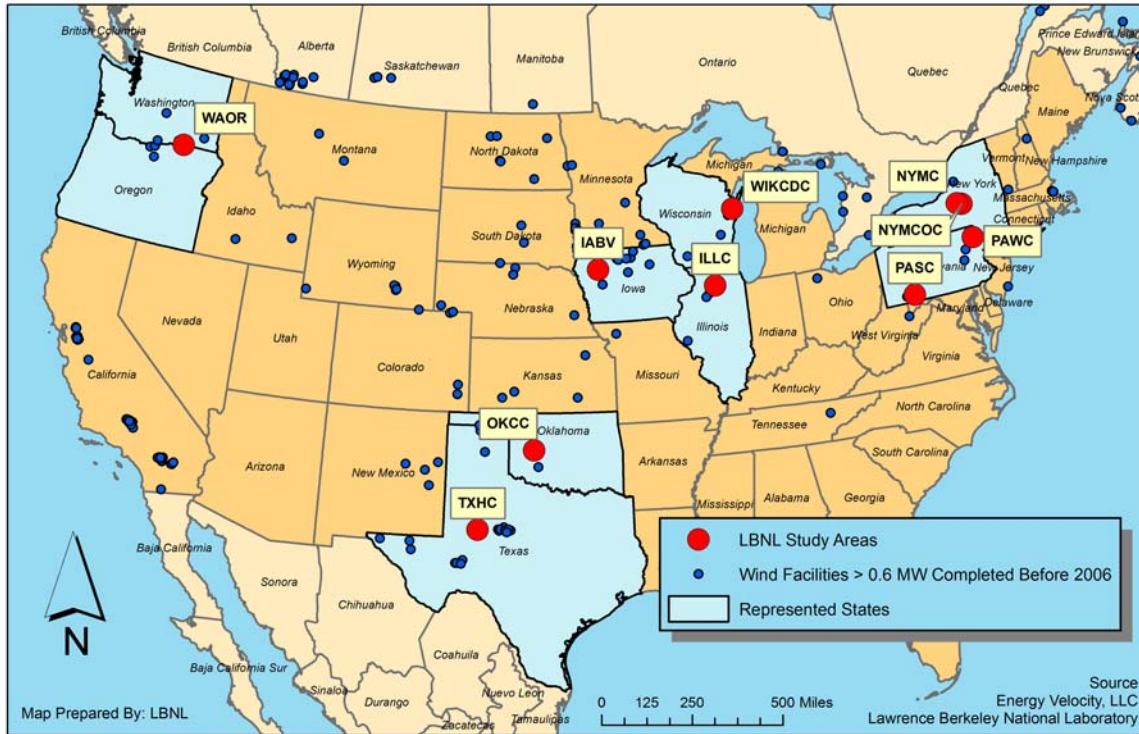 British Columbia
British Columbia
Alberta
Saskatchewan
Manitoba
Ontario
Quebec
Prince Edward Island
New Brunswick
Quebec
Nova Scot
Maine
Washington
WAOR
Montana
North Dakota
Minnesota
Michigan
Vermont
New Hampshire
NYMC
New York
Massachusetts
Connecticut
Oregon
Idaho
South Dakota
Wisconsin
WIKCDC
Michigan
NYMCOC
PAWC
Wyoming
IABV
ILLC
PASC
vania
New Jersey
Nebraska
Iowa
Ohio
Maryland
Delaware
Nevada
Utah
Illinois
Indiana
West Virginia
Virginia
California
Colorado
Kansas
Missouri
Kentucky
OKCC
Oklahoma
Tennessee
North Carolina
Arizona
New Mexico
Arkansas
South Carolina
TXHC
Mississippi
Alabama
Georgia
Texas
Baja California
Sonora
Chihuahua
Coahuila
Baja California Sur
Sinaloa
Durango
Nuevo Leon
Zacatecas
Tamaulipas
N
LBNL Study Areas
Wind Facilities > 0.6 MW Completed Before 2006
Represented States
0 125 250 500 Miles
Map Prepared By: LBNL
Source
Energy Velocity, LLC
Lawrence Berkeley National Laboratory